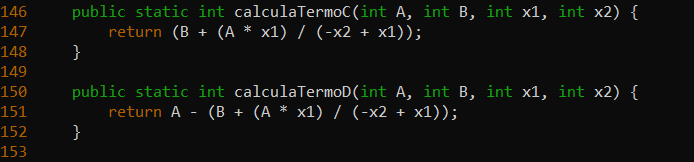 146     public static int calculaTermoC(int A, int B, int x1, int x2) {
147         return (B + (A * x1) / (-x2 + x1));
148     }
149
150     public static int calculaTermoD(int A, int B, int x1, int x2) {
151         return A - (B + (A * x1) / (-x2 + x1));
152     }
153